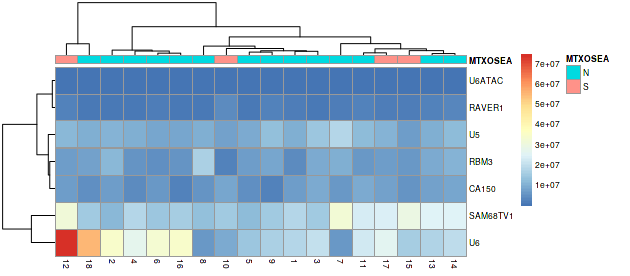 MTXOSEA
U6ATAC
RAVER1
U5
RBM3
CA150
SAM68TV1
U6
12 18 2 4 6 16 8 10 5 9 1 3 7 11 17 15 13 14
7e+07
6e+07
5e+07
4e+07
3e+07
2e+07
1e+07
MTXOSEA
N
S